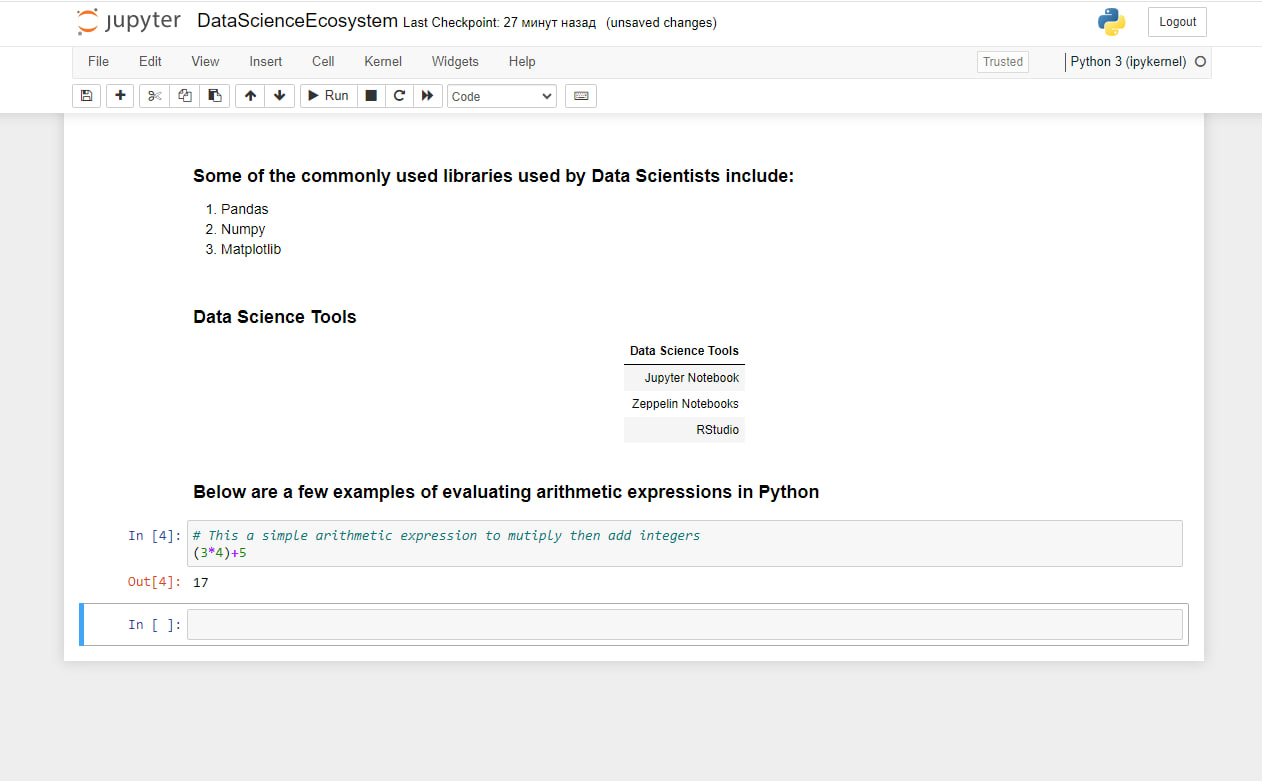 jupyter DataScienceEcosystem Last Checkpoint: 27 минут назад (unsaved changes) Logout
File Edit View Insert Cell Kernel Widgets Help Trusted Python 3 (ipykernel)
Run Code
Some of the commonly used libraries used by Data Scientists include:
1. Pandas
2. Numpy
3. Matplotlib
Data Science Tools
Data Science Tools
Jupyter Notebook
Zeppelin Notebooks
RStudio
Below are a few examples of evaluating arithmetic expressions in Python
In [4]: # This a simple arithmetic expression to mutiply then add integers
(3*4)+5
Out[4]: 17
In [ ]: